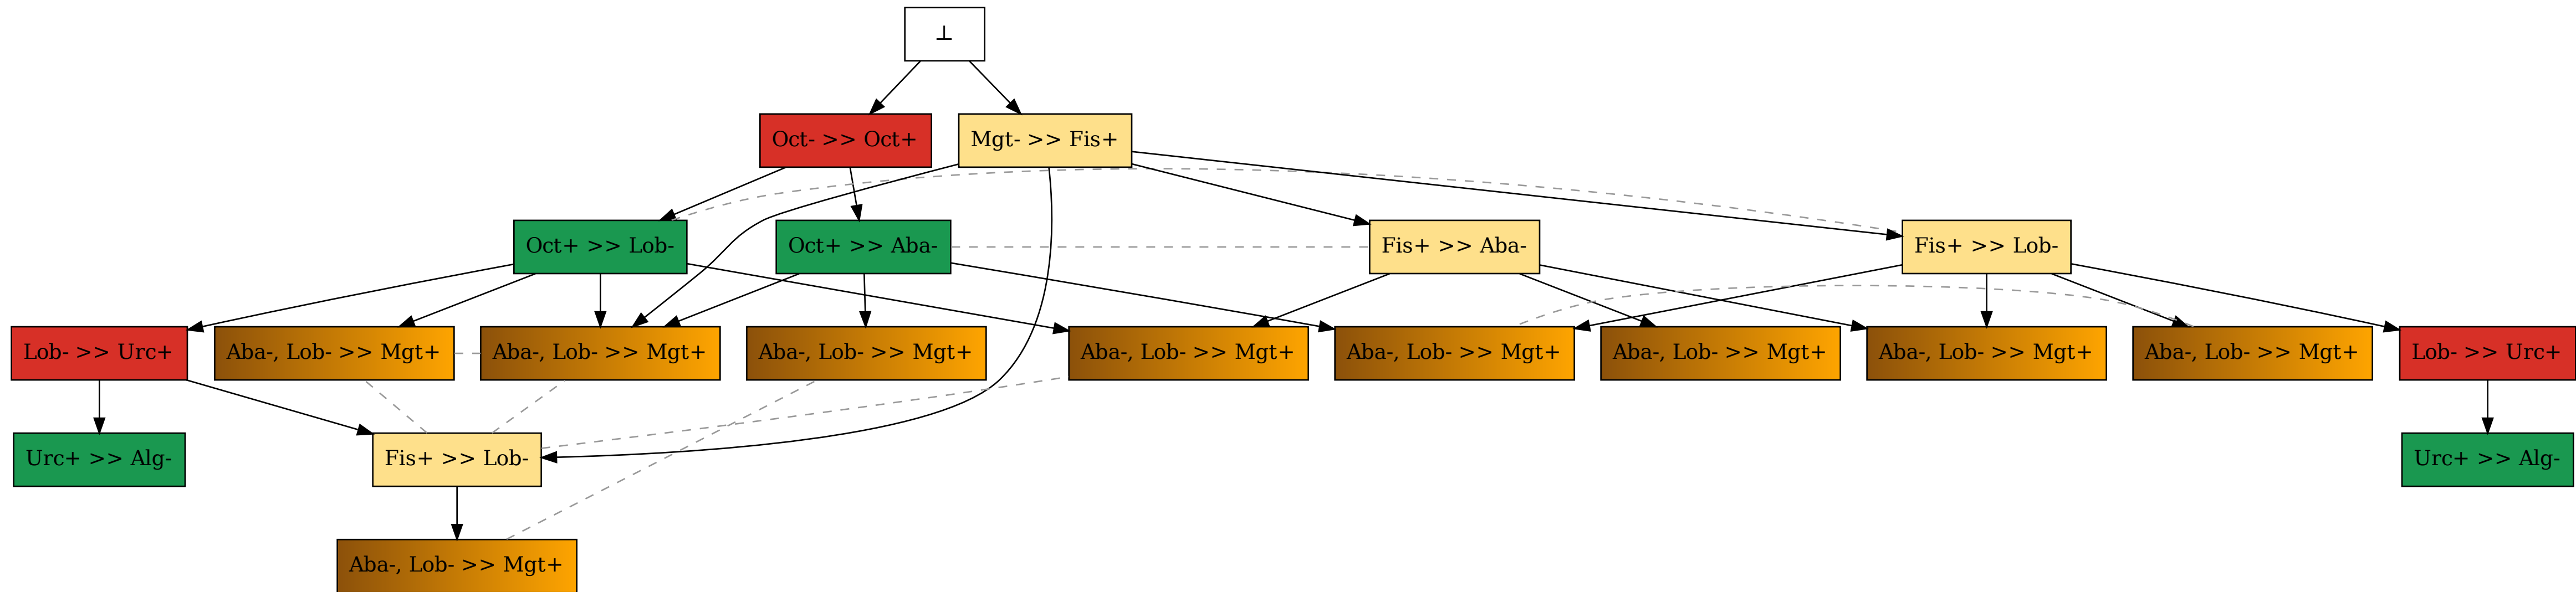 ⊥
Oct- >> Oct+
Mgt- >> Fis+
Oct+ >> Lob-
Oct+ >> Aba-
Fis+ >> Aba-
Fis+ >> Lob-
Lob- >> Urc+
Aba-, Lob- >> Mgt+
Aba-, Lob- >> Mgt+
Aba-, Lob- >> Mgt+
Aba-, Lob- >> Mgt+
Aba-, Lob- >> Mgt+
Aba-, Lob- >> Mgt+
Aba-, Lob- >> Mgt+
Aba-, Lob- >> Mgt+
Lob- >> Urc+
Urc+ >> Alg-
Fis+ >> Lob-
Urc+ >> Alg-
Aba-, Lob- >> Mgt+